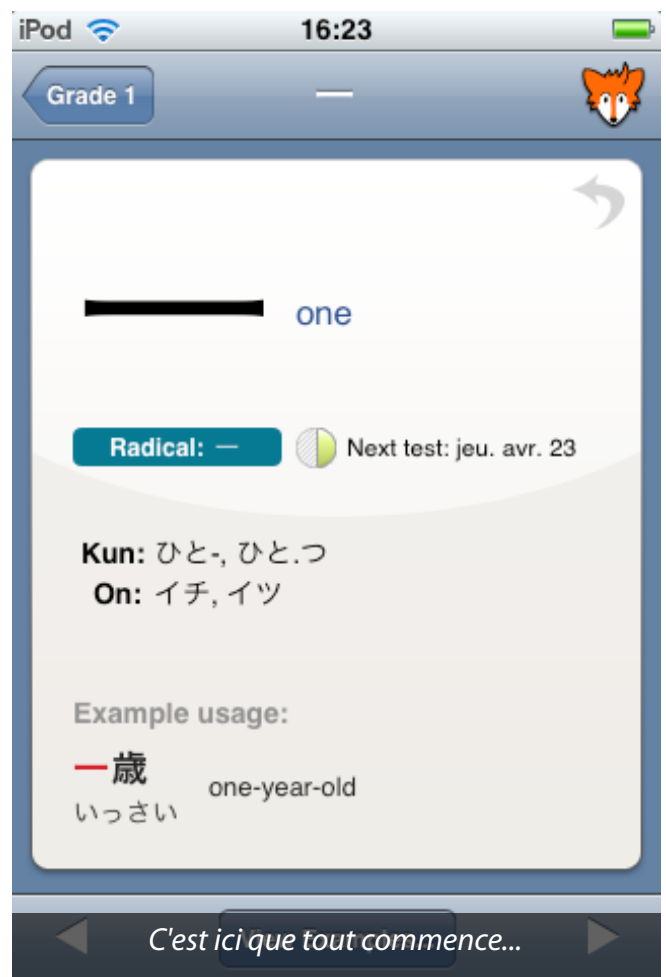 iPod 16:23
Grade 1 一
一 one
Radical: 一 Next test: jeu. avr. 23
Kun: ひと-, ひと.つ
On: イチ, イツ
Example usage:
一歳 one-year-old
いっさい
C'est ici que tout commence...